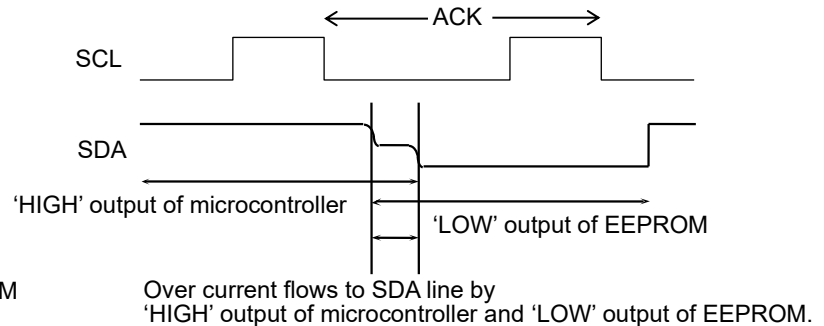 ACK
SCL
SDA
‘HIGH’ output of microcontroller
‘LOW’ output of EEPROM
Over current flows to SDA line by
‘HIGH’ output of microcontroller and ‘LOW’ output of EEPROM.